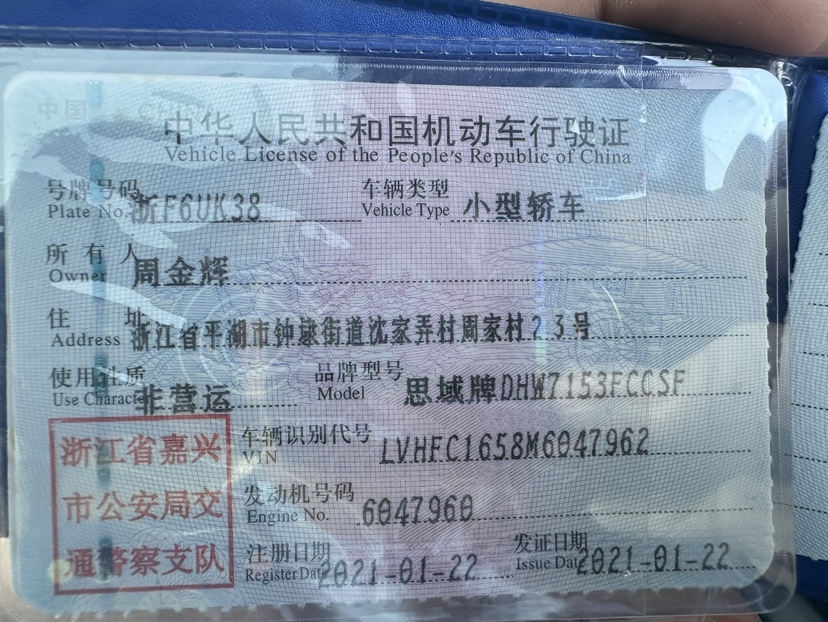 中华人民共和国机动车行驶证
Vehicle License of the People's Republic of China
号牌号码 浙F6UK38 车辆类型 小型轿车
Plate No. Vehicle Type
所有人 周金辉
Owner
住址 浙江省平湖市钟埭街道沈家弄村周家村23号
Address
使用性质 非营运 品牌型号 思域牌DHW7153FCCSF
Use Character Model
浙江省嘉兴
市公安局交
通警察支队
车辆识别代号 LVHFC1658M6047962
VIN
发动机号码 6047960
Engine No.
注册日期 2021-01-22 发证日期 2021-01-22
Register Date Issue Date